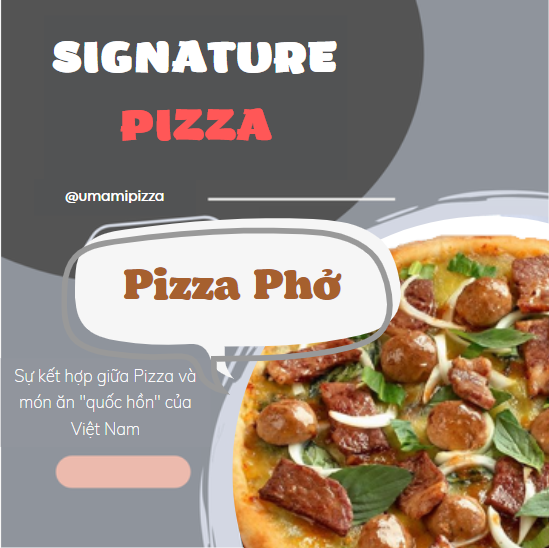 SIGNATURE
PIZZA
@umamipizza
Pizza Phở
Sự kết hợp giữa Pizza và
món ăn "quốc hồn" của
Việt Nam